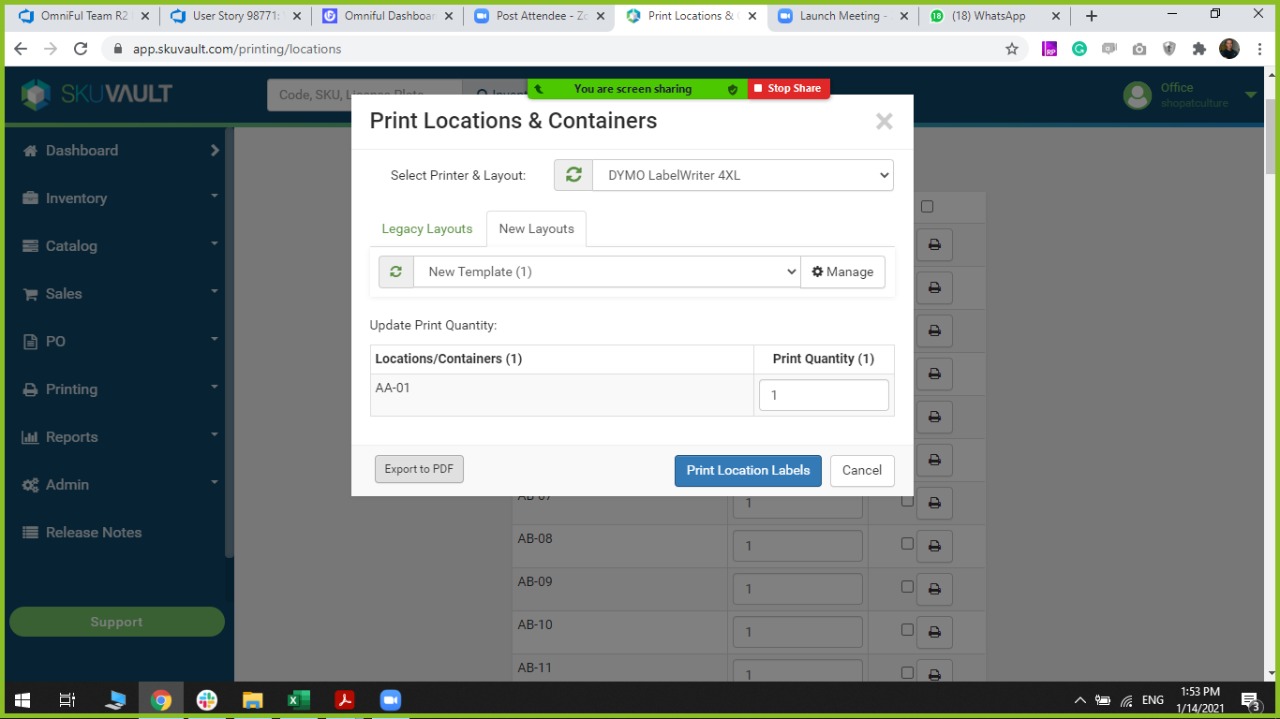 OmniFul Team R2
User Story 98771:
Omniful Dashboa
Post Attendee - Zo
Print Locations &
Launch Meeting -
(18) WhatsApp
app.skuvault.com/printing/locations
SKUVAULT
Code, SKU,
You are screen sharing
Stop Share
Office
shopatculture
Dashboard
Inventory
Catalog
Sales
PO
Printing
Reports
Admin
Release Notes
Support
Print Locations & Containers
Select Printer & Layout:
DYMO LabelWriter 4XL
Legacy Layouts
New Layouts
New Template (1)
Manage
Update Print Quantity:
Locations/Containers (1)
Print Quantity (1)
AA-01
1
Export to PDF
Print Location Labels
Cancel
AB-07
1
AB-08
1
AB-09
1
AB-10
1
AB-11
1
ENG
1:53 PM
1/14/2021
3